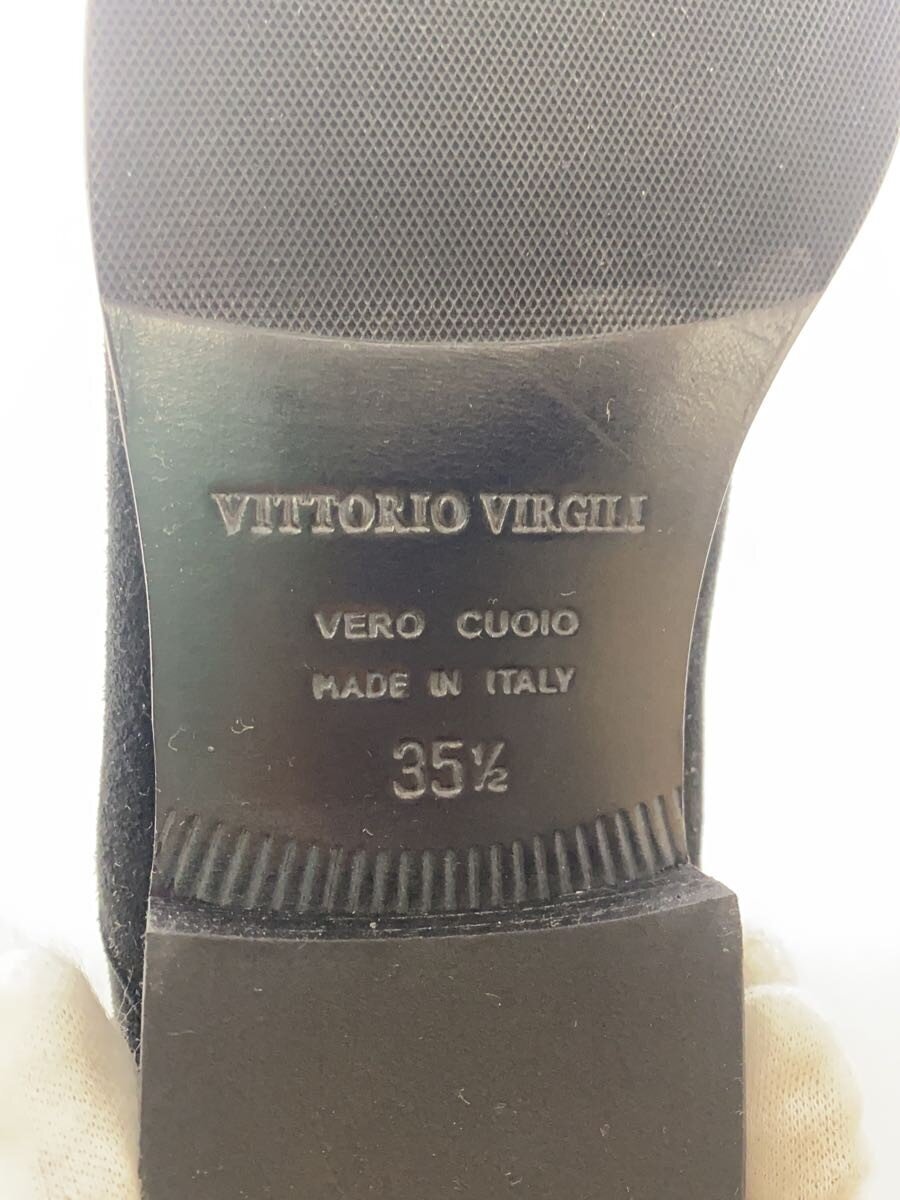 VITTORIO VIRGILI
VERO CUOIO
MADE IN ITALY
35½